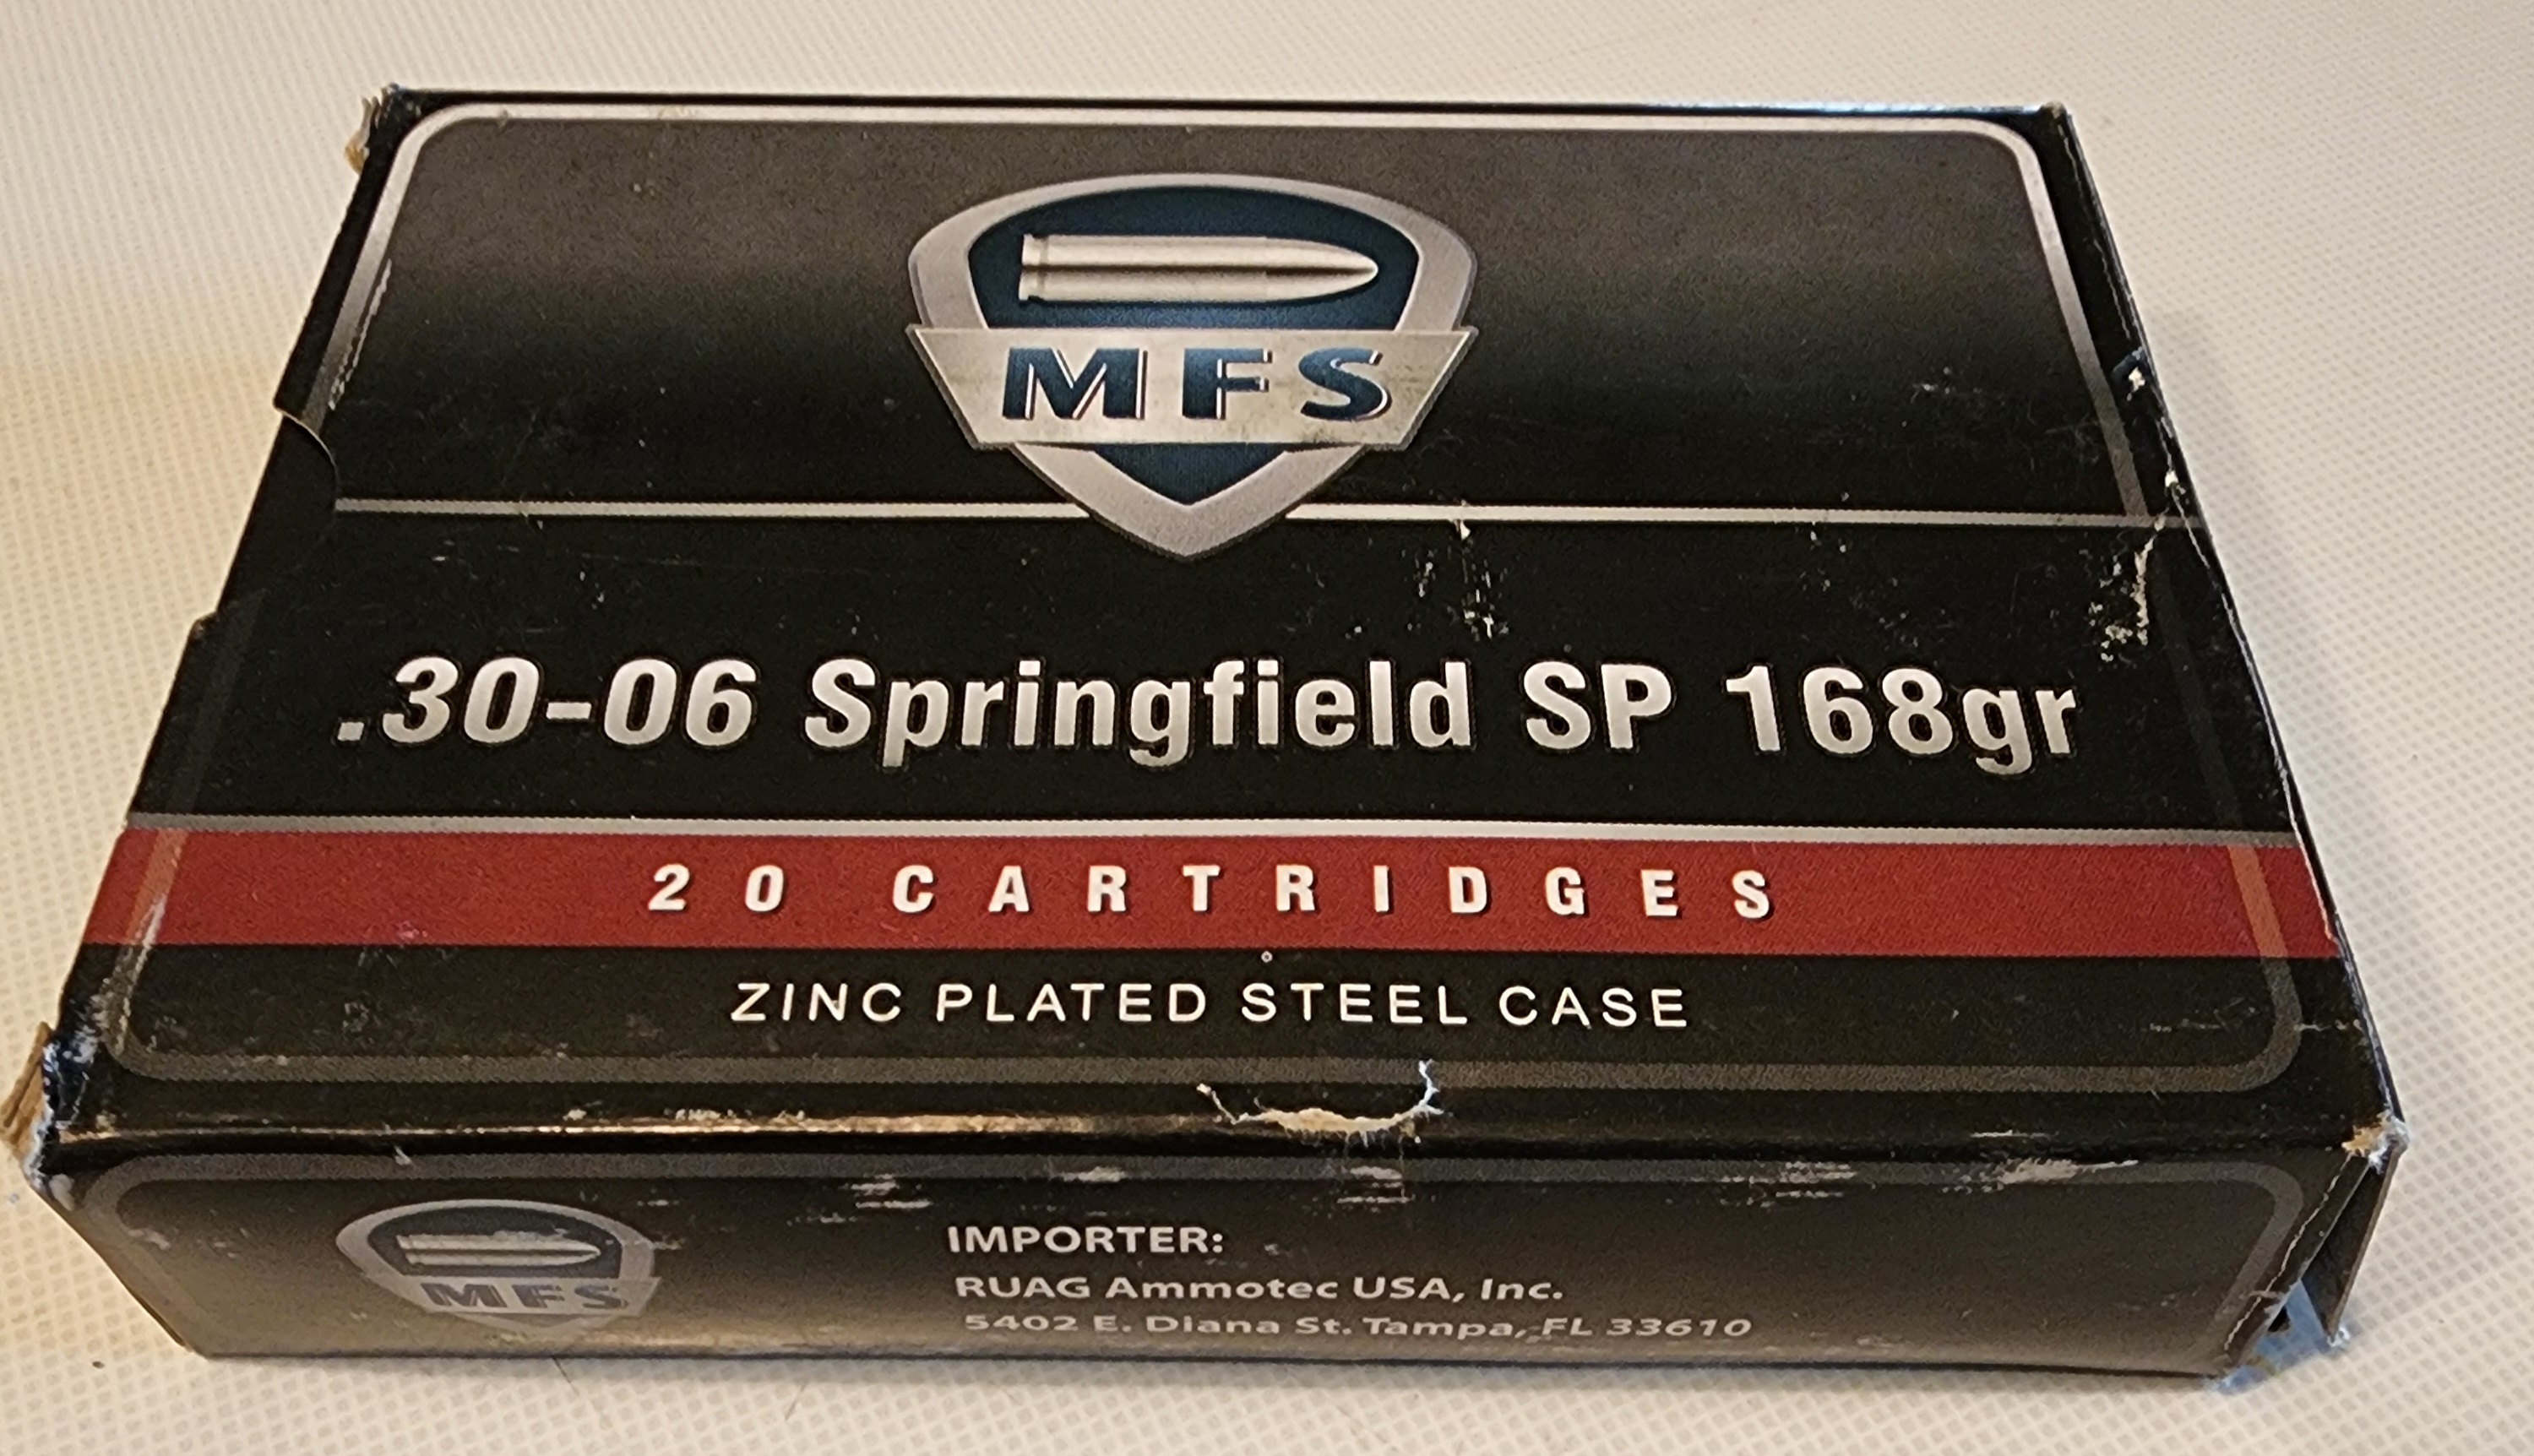 MFS
.30-06 Springfield SP 168gr
20 CARTRIDGES
ZINC PLATED STEEL CASE
MFS
IMPORTER:
RUAG Ammotec USA, Inc.
5402 E. Diana St. Tampa, FL 33610